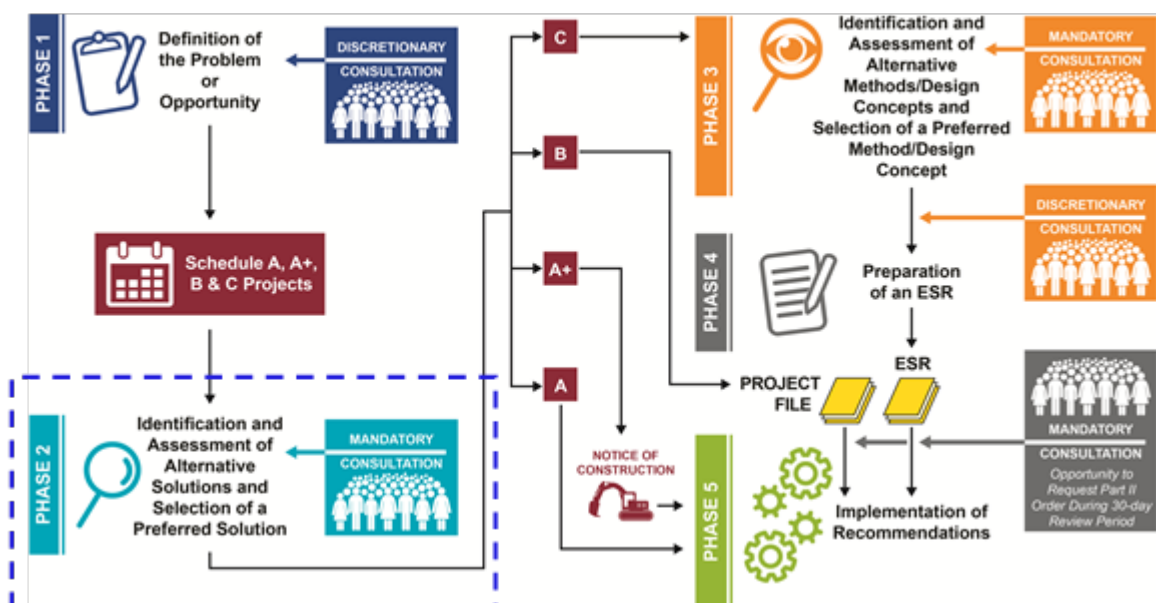 PHASE 1
Definition of
the Problem
or
Opportunity
DISCRETIONARY
CONSULTATION
Schedule A, A+,
B & C Projects
PHASE 2
Identification and
Assessment of
Alternative
Solutions and
Selection of a
Preferred Solution
MANDATORY
CONSULTATION
C
B
A+
A
NOTICE OF
CONSTRUCTION
PHASE 3
Identification and
Assessment of
Alternative
Methods/Design
Concepts and
Selection of a Preferred
Method/Design
Concept
MANDATORY
CONSULTATION
DISCRETIONARY
CONSULTATION
PHASE 4
Preparation
of an ESR
ESR
PROJECT
FILE
MANDATORY
CONSULTATION
Opportunity to
Request Part II
Order During 30-day
Review Period
PHASE 5
Implementation of
Recommendations